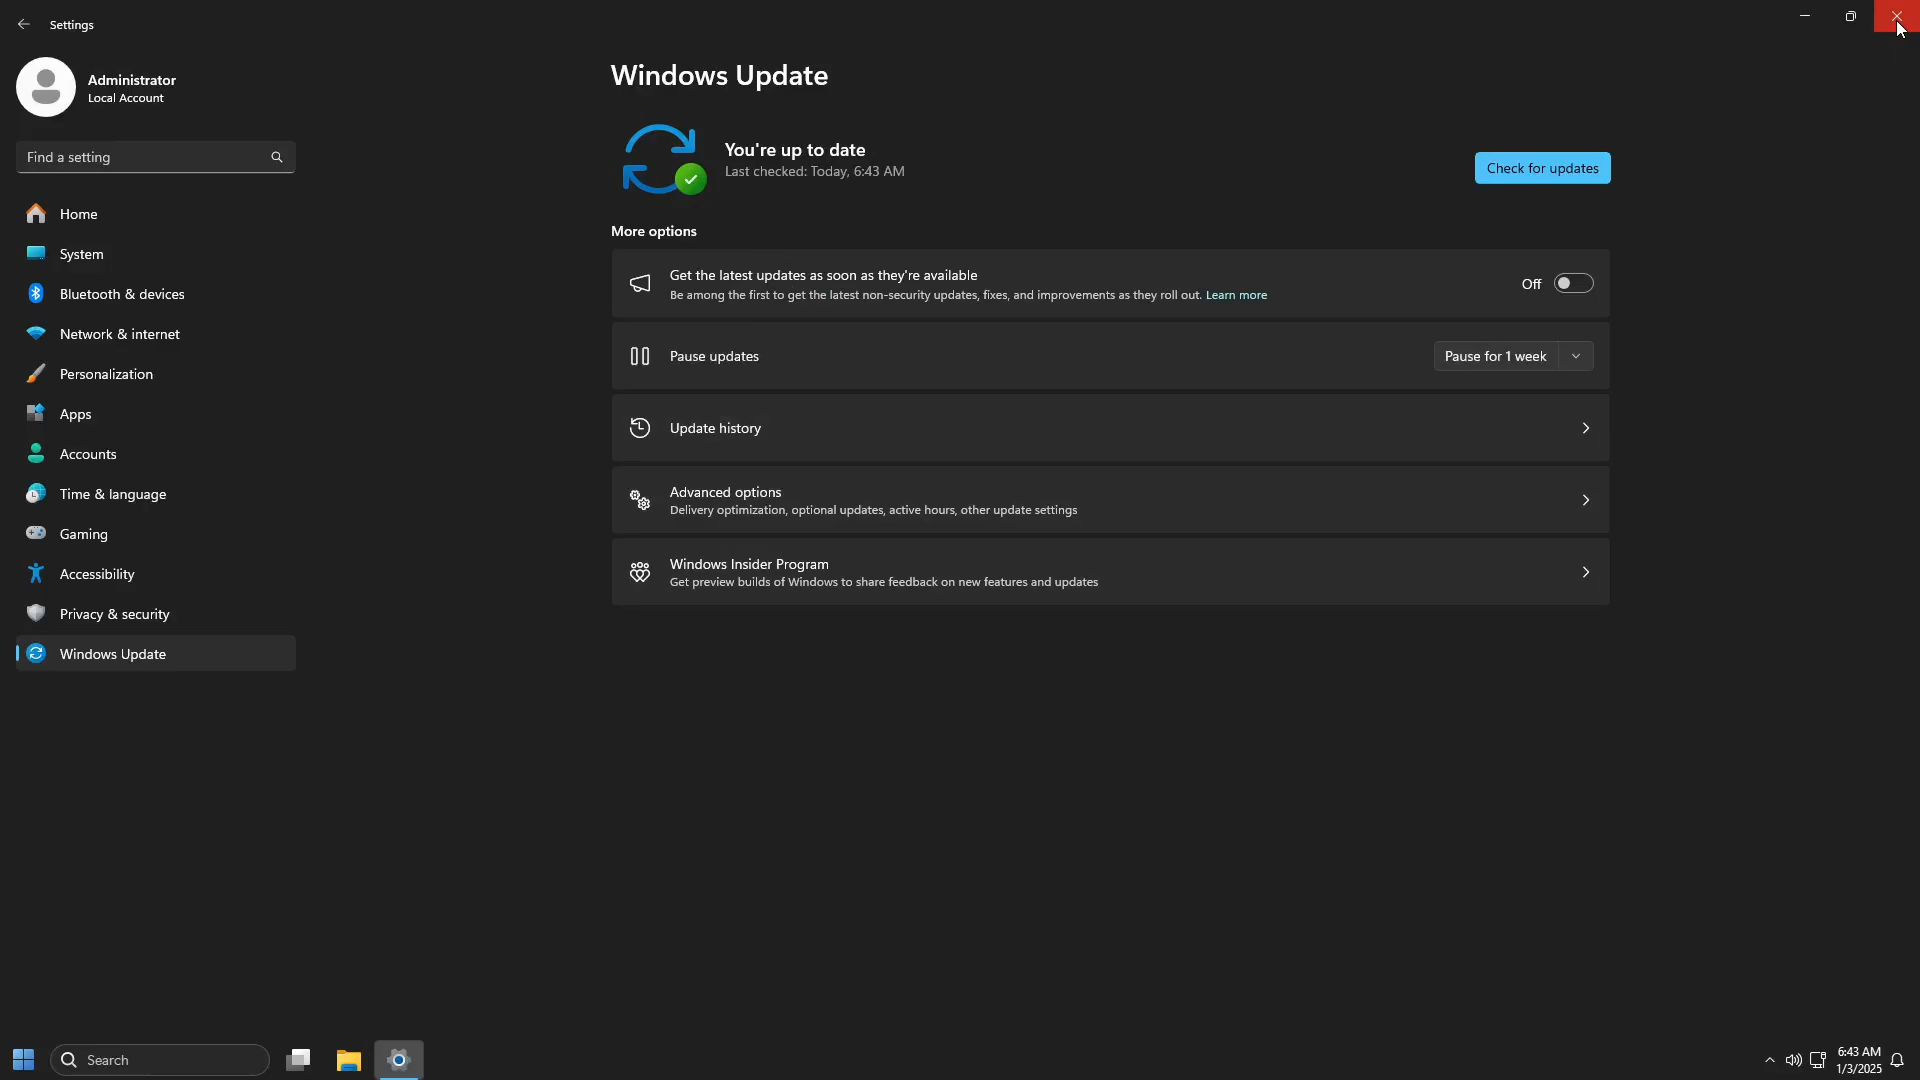 Settings
Administrator
Local Account
Find a setting
Home
System
Bluetooth & devices
Network & internet
Personalization
Apps
Accounts
Time & language
Gaming
Accessibility
Privacy & security
Windows Update
Windows Update
You're up to date
Last checked: Today, 6:43 AM
Check for updates
More options
Get the latest updates as soon as they're available
Be among the first to get the latest non-security updates, fixes, and improvements as they roll out. Learn more
Off
Pause updates
Pause for 1 week
Update history
Advanced options
Delivery optimization, optional updates, active hours, other update settings
Windows Insider Program
Get preview builds of Windows to share feedback on new features and updates
Search
6:43 AM
1/3/2025